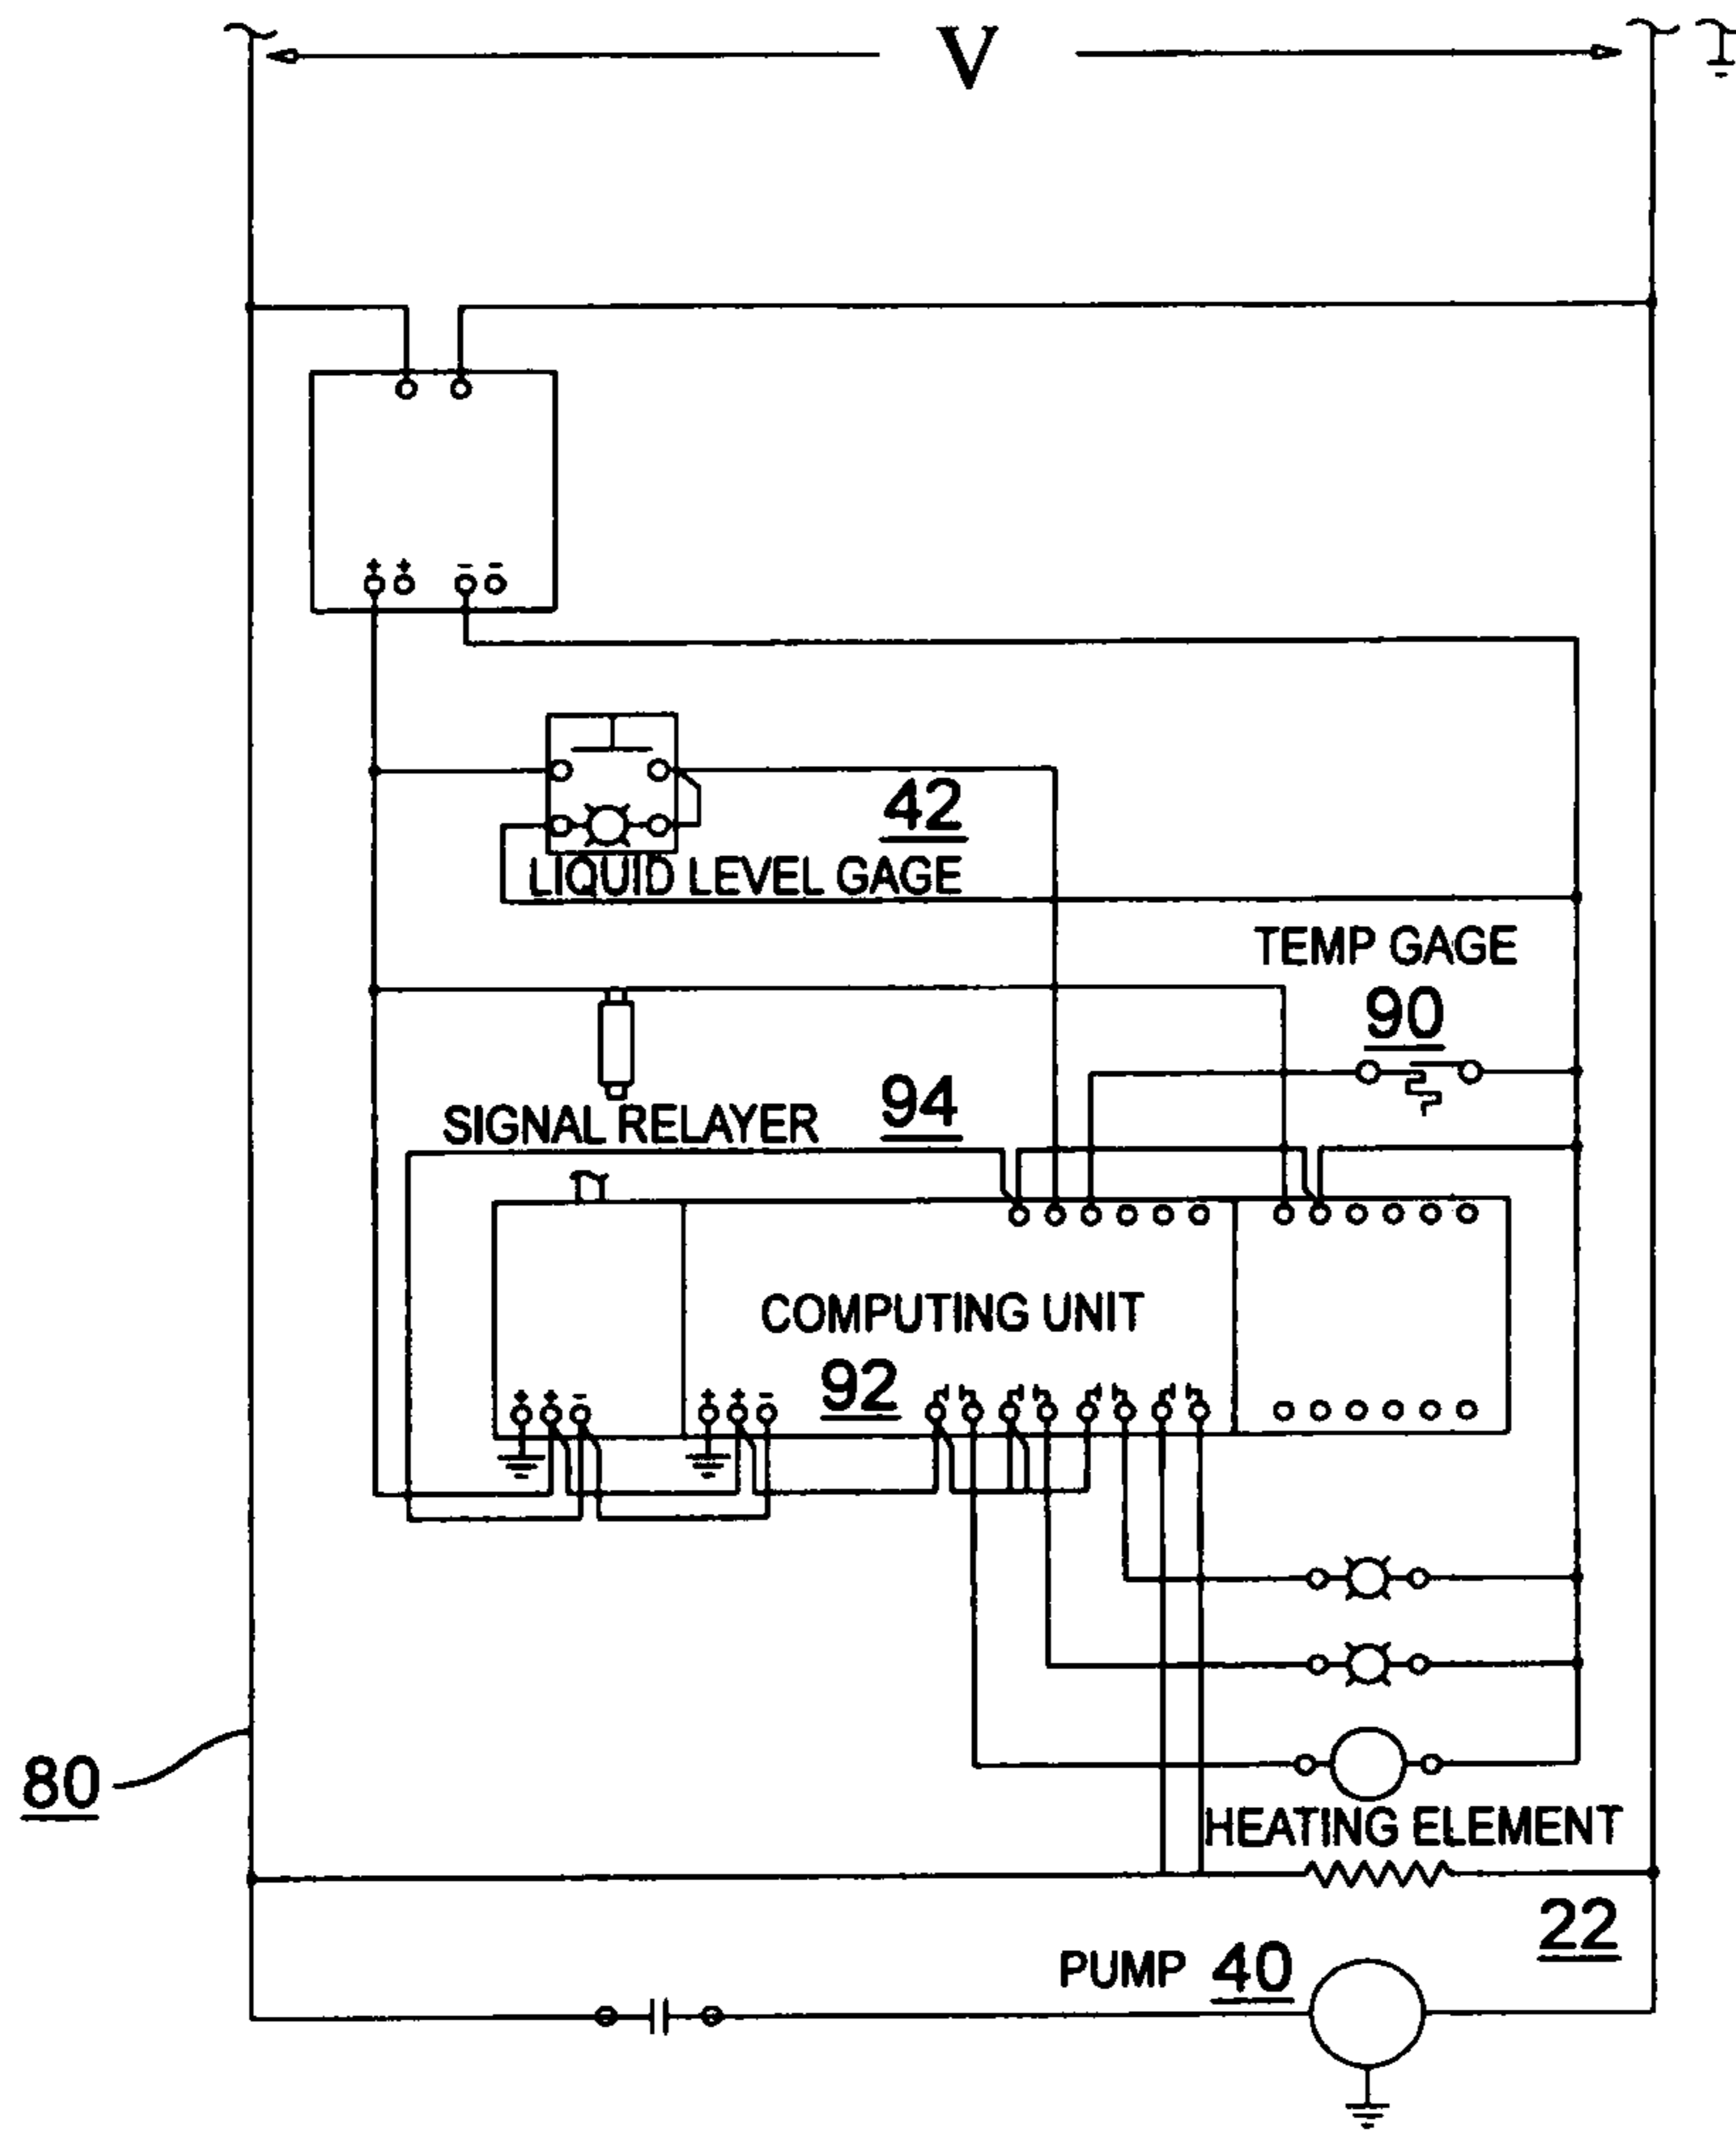 V
+ + - -
42
LIQUID LEVEL GAGE
TEMP GAGE
90
94
SIGNAL RELAYER
COMPUTING UNIT
92
+ + - + + -
80
HEATING ELEMENT
22
PUMP 40